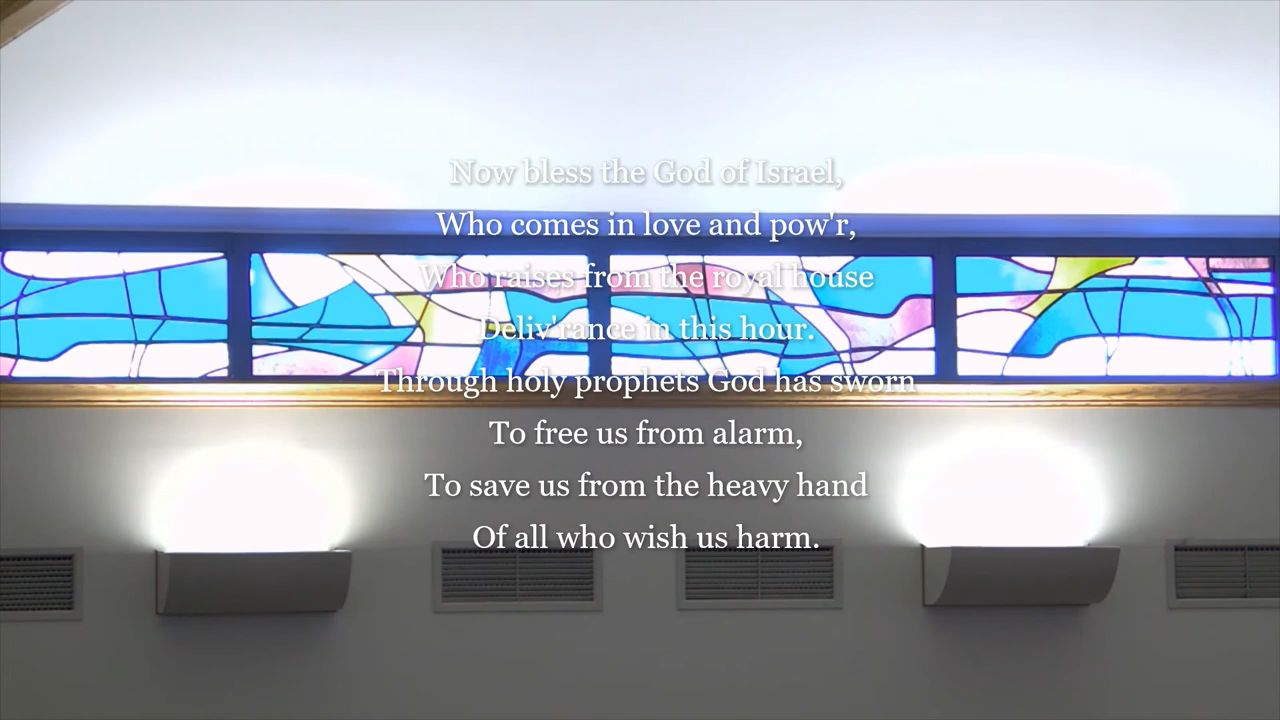 Now bless the God of Israel,
Who comes in love and pow'r,
Who raises from the royal house
Deliv'rance in this hour.
Through holy prophets God has sworn
To free us from alarm,
To save us from the heavy hand
Of all who wish us harm.